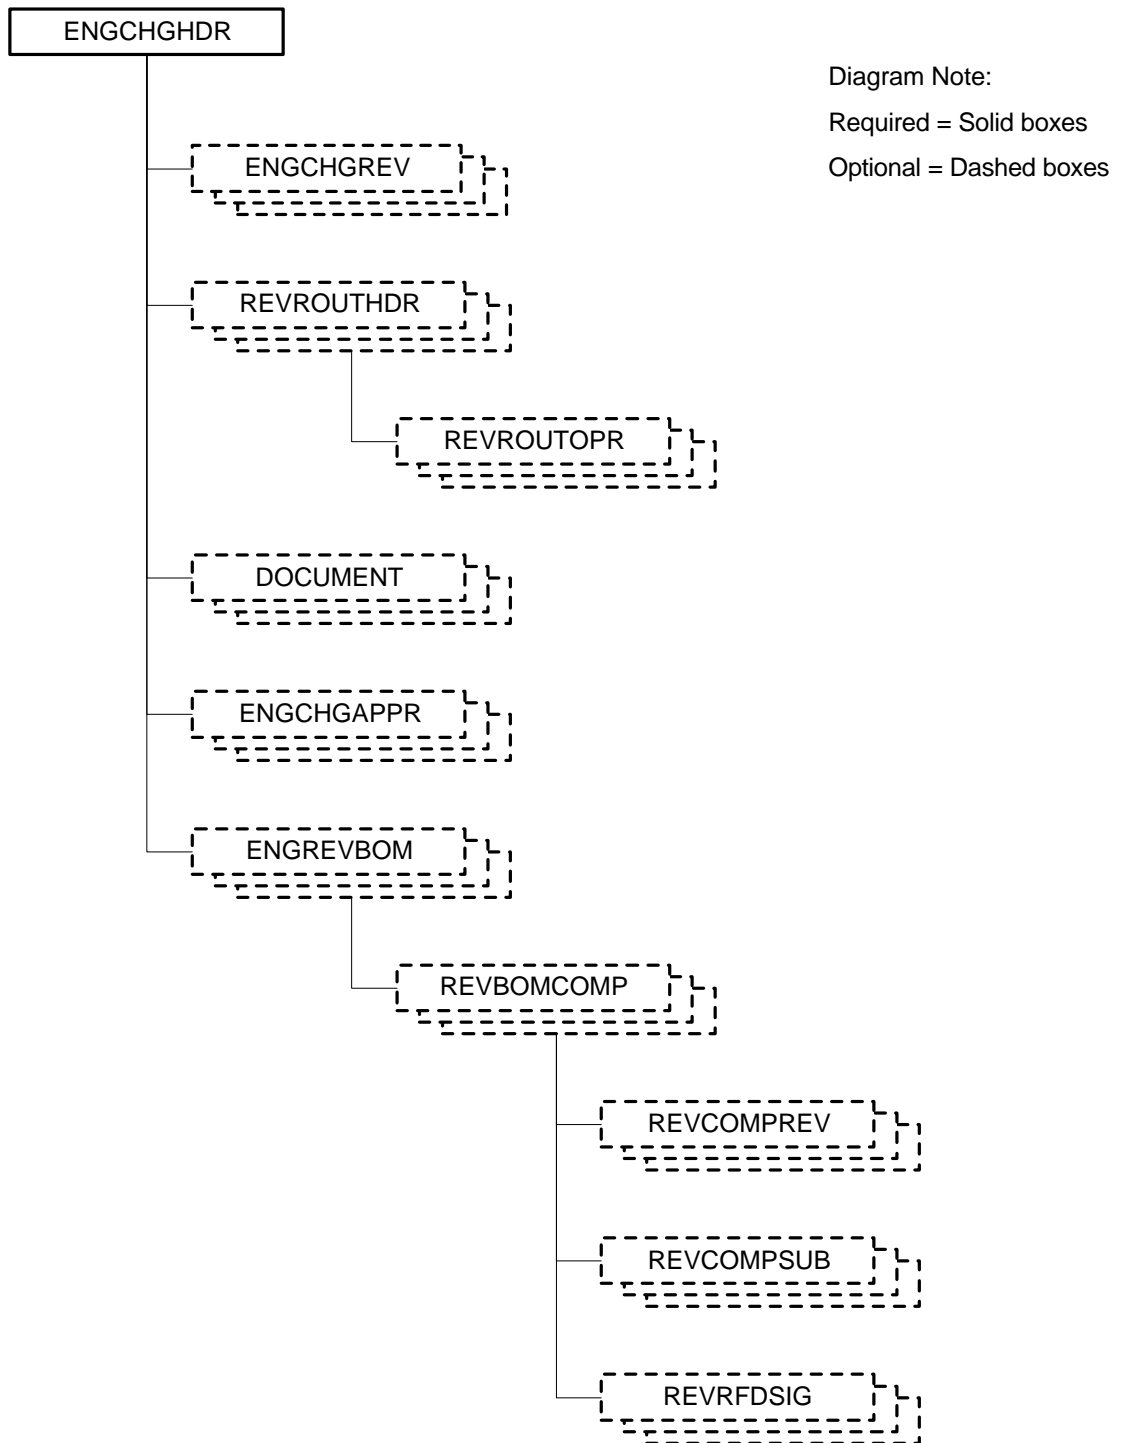 ENGCHGHDR
Diagram Note:
Required = Solid boxes
Optional = Dashed boxes
ENGCHGREV
REVROUTHDR
REVROUTOPR
DOCUMENT
ENGCHGAPPR
ENGREVBOM
REVBOMCOMP
REVCOMPREV
REVCOMPSUB
REVRFDSIG